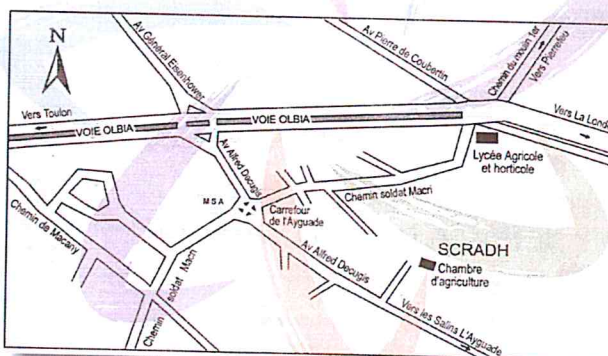 N
Av Général Eisenhower
Av Pierre de Coubertin
Chemin du moulin 1er
Vers Pierrefeu
Vers Toulon
VOIE OLBIA
VOIE OLBIA
Vers La Londe
Lycée Agricole
et horticole
Av Alfred Decugis
MSA
Chemin soldat Macri
Carrefour
de l'Ayguade
Chemin de Macany
SCRADH
Chambre
d'agriculture
Av Alfred Decugis
Chemin soldat Macri
Vers les Salins L'Ayguade